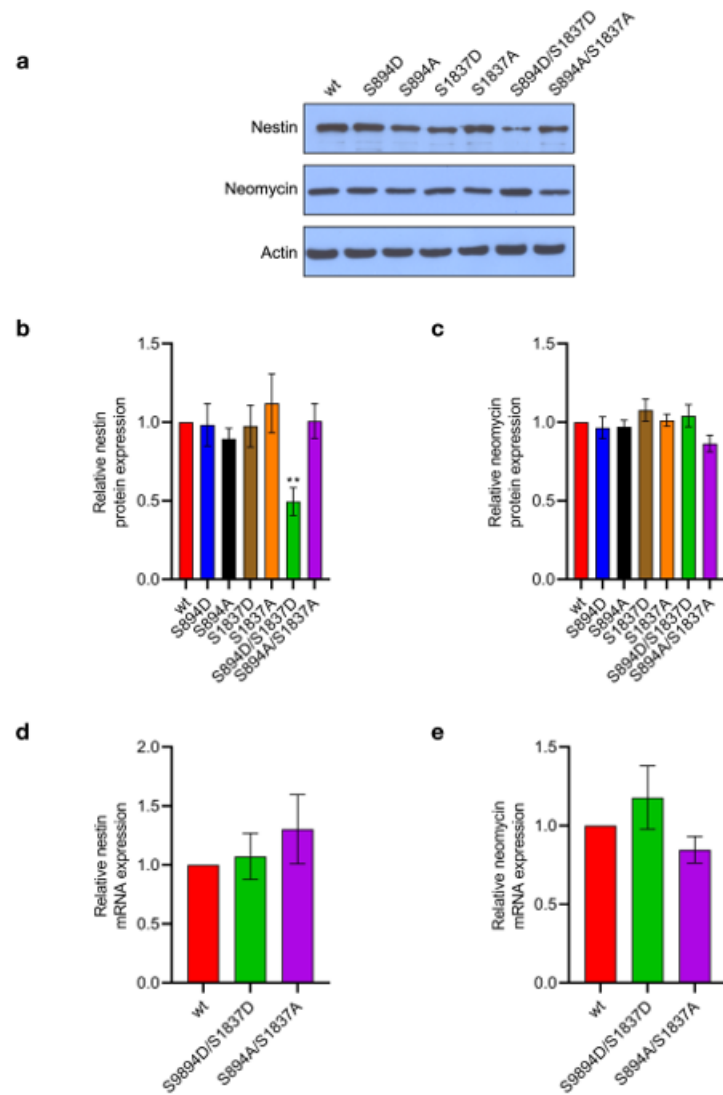 a
wt
S894D
S894A
S1837D
S1837A
S894D/S1837D
S894A/S1837A
Nestin
Neomycin
Actin
b
Relative nestin
protein expression
1.5
1.0
0.5
0.0
**
wt
S894D
S894A
S1837D
S1837A
S894D/S1837D
S894A/S1837A
c
Relative neomycin
protein expression
1.5
1.0
0.5
0.0
wt
S894D
S894A
S1837D
S1837A
S894D/S1837D
S894A/S1837A
d
Relative nestin
mRNA expression
2.0
1.5
1.0
0.5
0.0
wt
S9894D/S1837D
S894A/S1837A
e
Relative neomycin
mRNA expression
1.5
1.0
0.5
0.0
wt
S9894D/S1837D
S894A/S1837A